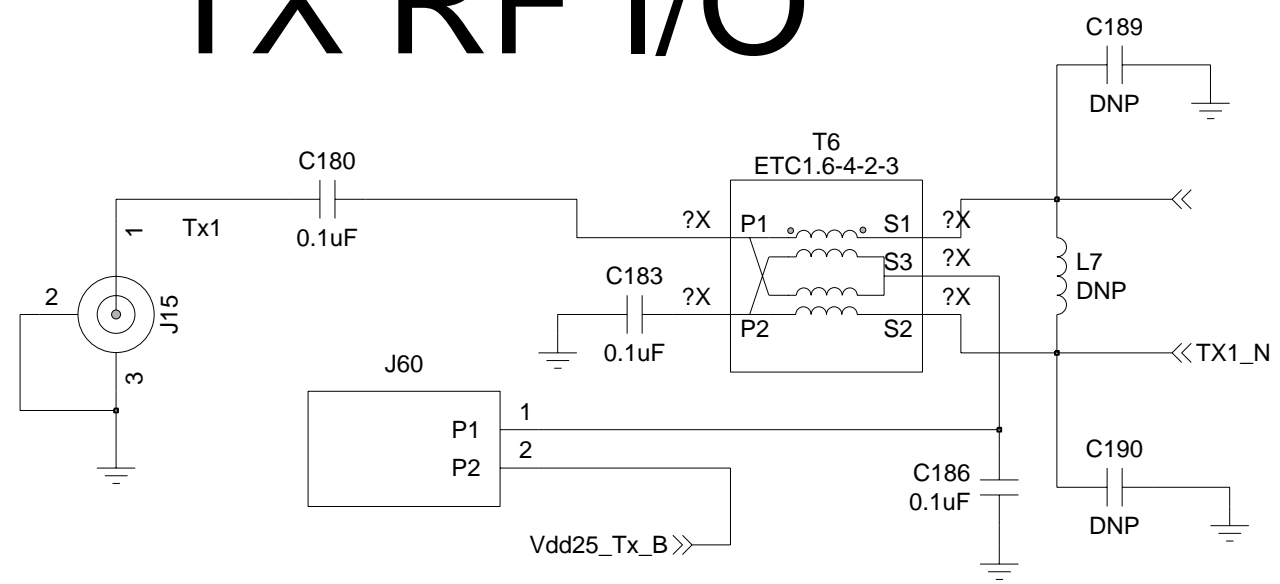 TX RF I/O
C189
DNP
T6
ETC1.6-4-2-3
C180
0.1uF
Tx1
1
2
3
J15
?X
P1
S1
?X
S3
?X
C183
0.1uF
?X
P2
S2
?X
L7
DNP
TX1_N
J60
P1
1
P2
2
Vdd25_Tx_B
C186
0.1uF
C190
DNP